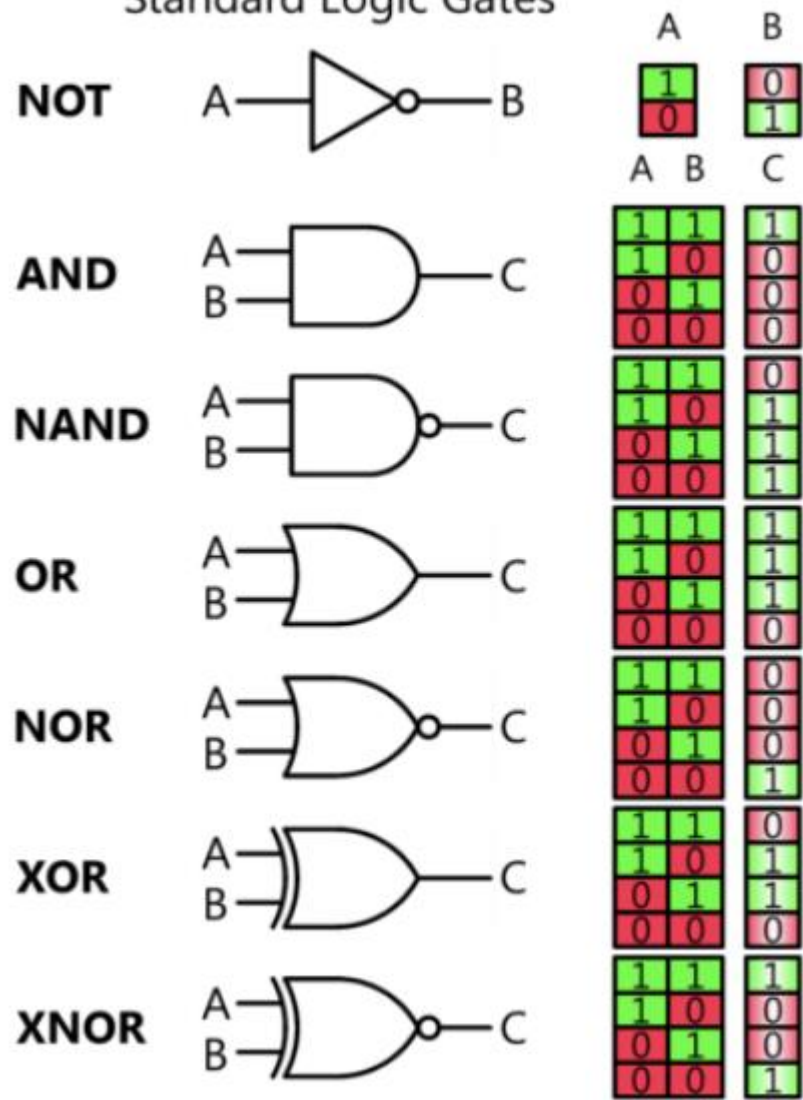 Standard Logic Gates
A B
NOT A B 1 0
0 1
A B C
AND A B C 1 1 1
1 0 0
0 1 0
0 0 0
NAND A B C 1 1 0
1 0 1
0 1 1
0 0 1
OR A B C 1 1 1
1 0 1
0 1 1
0 0 0
NOR A B C 1 1 0
1 0 0
0 1 0
0 0 1
XOR A B C 1 1 0
1 0 1
0 1 1
0 0 0
XNOR A B C 1 1 1
1 0 0
0 1 0
0 0 1